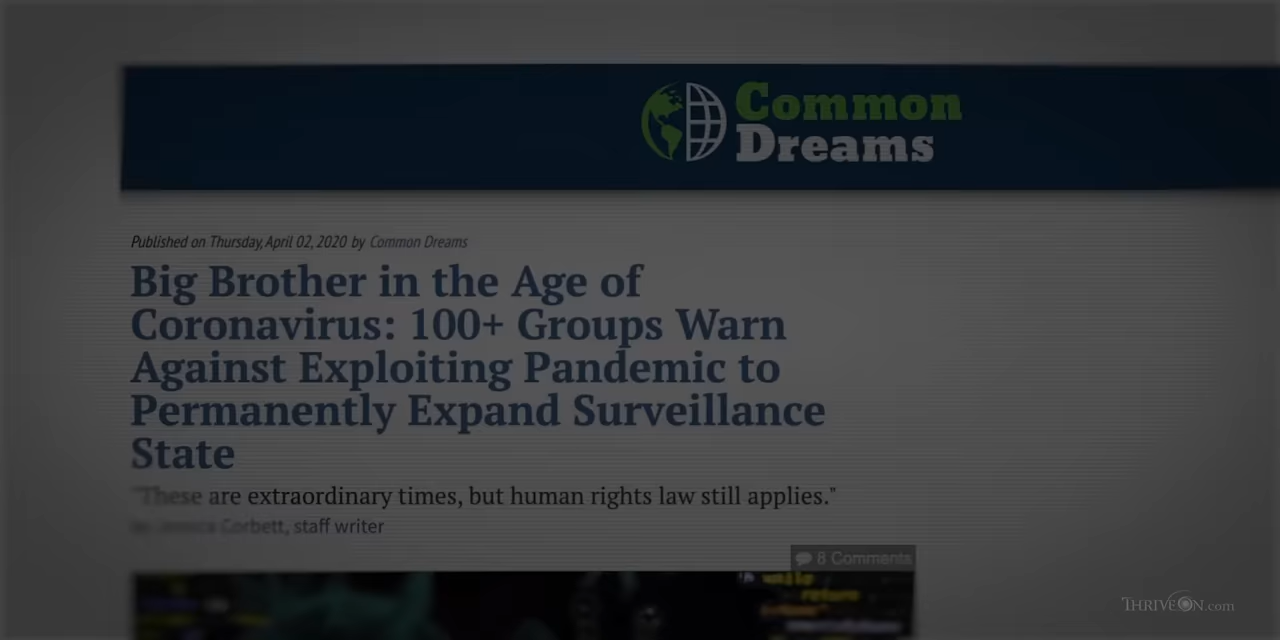 Common
Dreams
Published on Thursday, April 02, 2020 by Common Dreams
Big Brother in the Age of
Coronavirus: 100+ Groups Warn
Against Exploiting Pandemic to
Permanently Expand Surveillance
State
"These are extraordinary times, but human rights law still applies."
Corbett, staff writer
8 Comments
while
return
THRIVEON.com